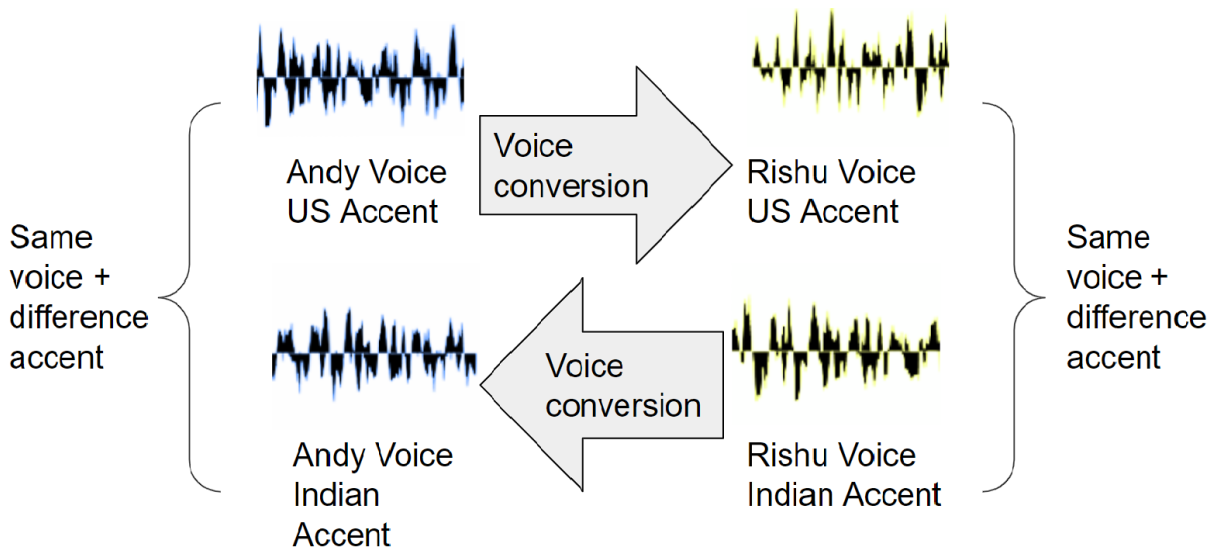 Andy Voice
US Accent
Voice
conversion
Rishu Voice
US Accent
Same
voice +
difference
accent
Same
voice +
difference
accent
Voice
conversion
Andy Voice
Indian
Accent
Rishu Voice
Indian Accent